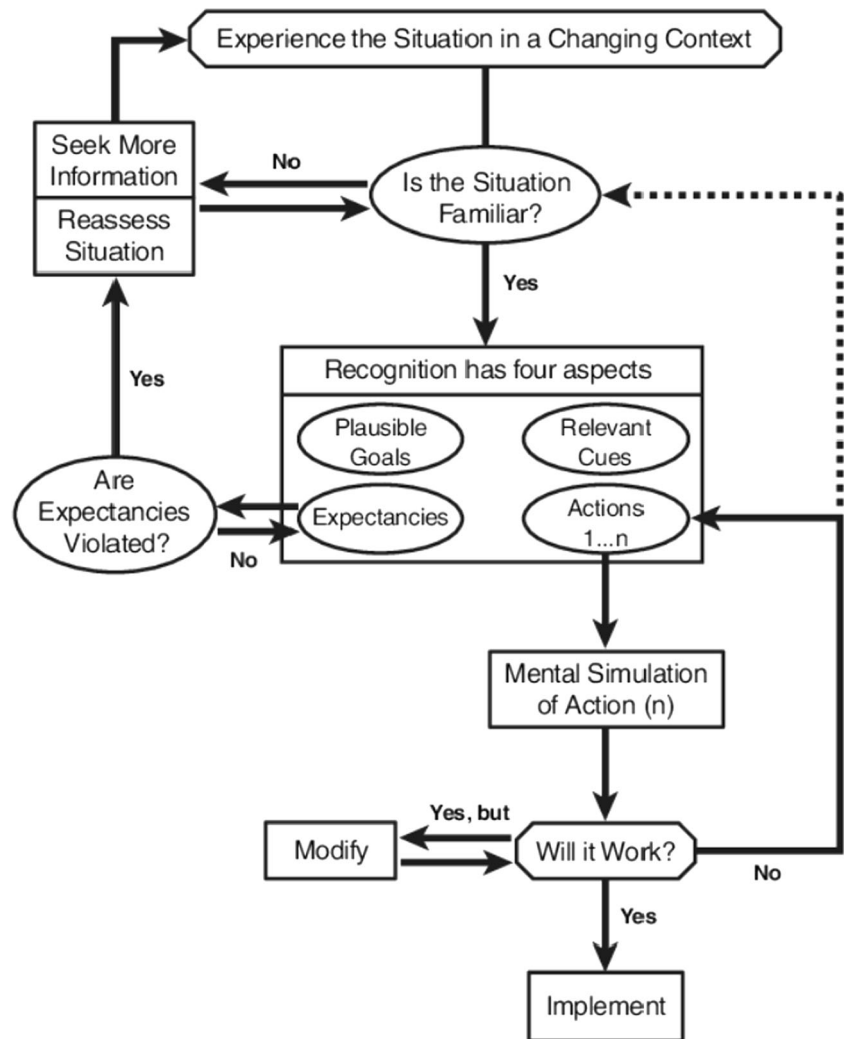 Experience the Situation in a Changing Context
Seek More
Information
No
Is the Situation
Familiar?
Reassess
Situation
Yes
Recognition has four aspects
Yes
Plausible
Goals
Relevant
Cues
Are
Expectancies
Violated?
Expectancies
Actions
1...n
No
Mental Simulation
of Action (n)
Yes, but
Modify
Will it Work?
No
Yes
Implement